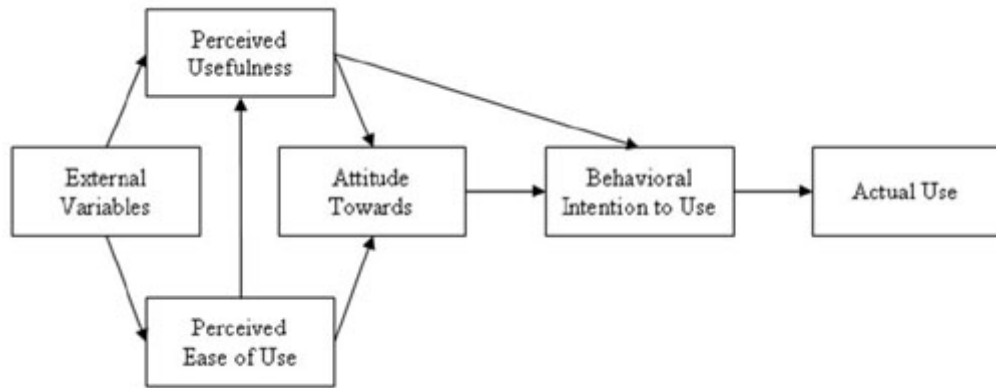 Perceived
Usefulness
External
Variables
Attitude
Towards
Behavioral
Intention to Use
Actual Use
Perceived
Ease of Use